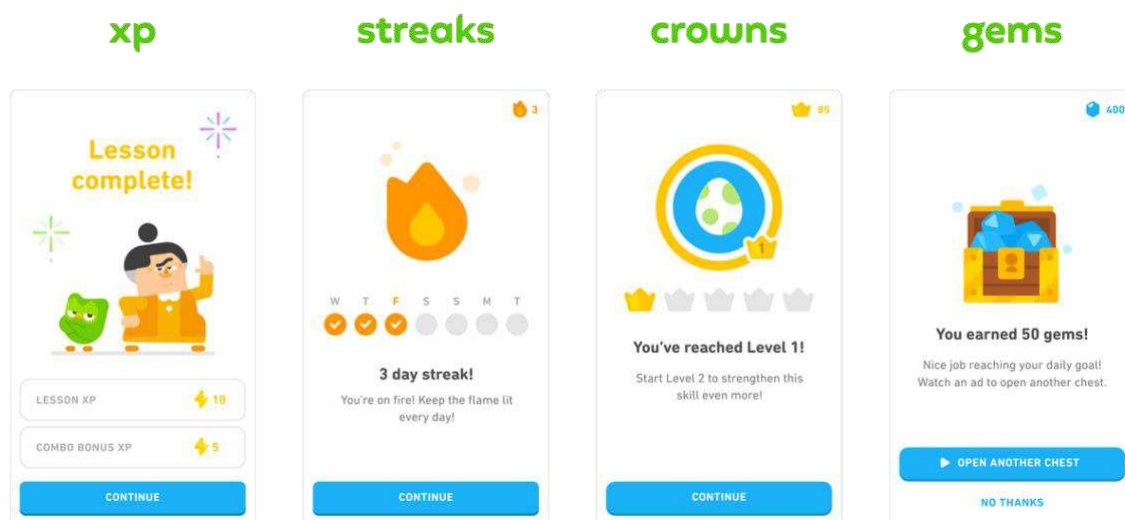 xp
streaks
crowns
gems
Lesson
complete!
LESSON XP 10
COMBO BONUS XP 5
CONTINUE
3
W T F S S M T
3 day streak!
You're on fire! Keep the flame lit
every day!
CONTINUE
95
1
You've reached Level 1!
Start Level 2 to strengthen this
skill even more!
CONTINUE
400
You earned 50 gems!
Nice job reaching your daily goal!
Watch an ad to open another chest.
OPEN ANOTHER CHEST
NO THANKS